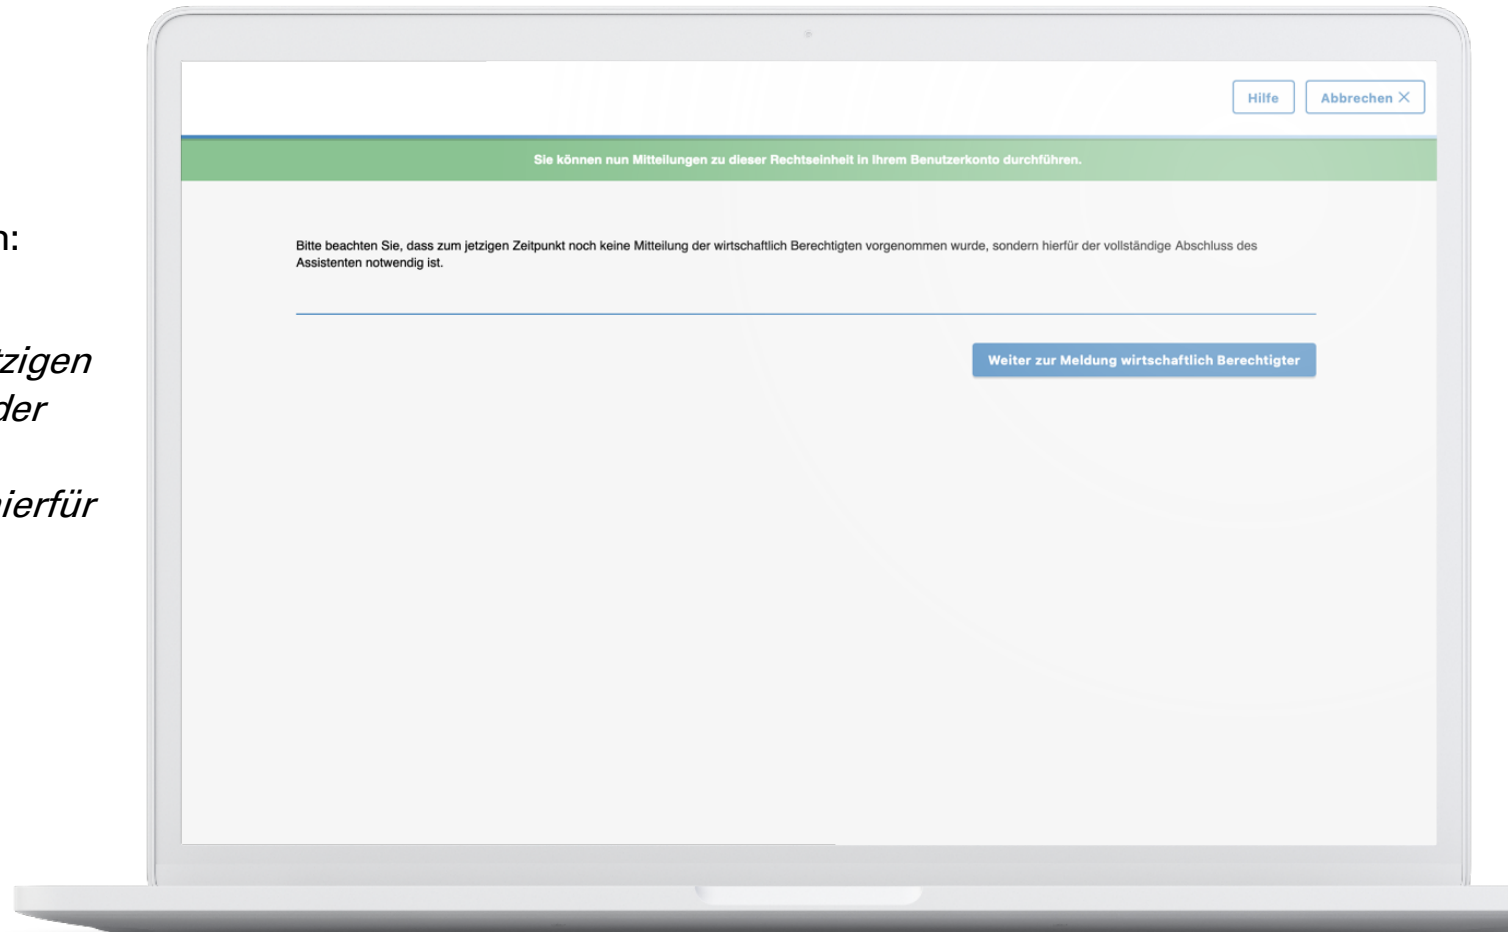 Hilfe
Abbrechen
Sie können nun Mitteilungen zu dieser Rechtseinheit in Ihrem Benutzerkonto durchführen.
Bitte beachten Sie, dass zum jetzigen Zeitpunkt noch keine Mitteilung der wirtschaftlich Berechtigten vorgenommen wurde, sondern hierfür der vollständige Abschluss des
Assistenten notwendig ist.
Weiter zur Meldung wirtschaftlich Berechtigter
n:
tzigen
der
hierfür